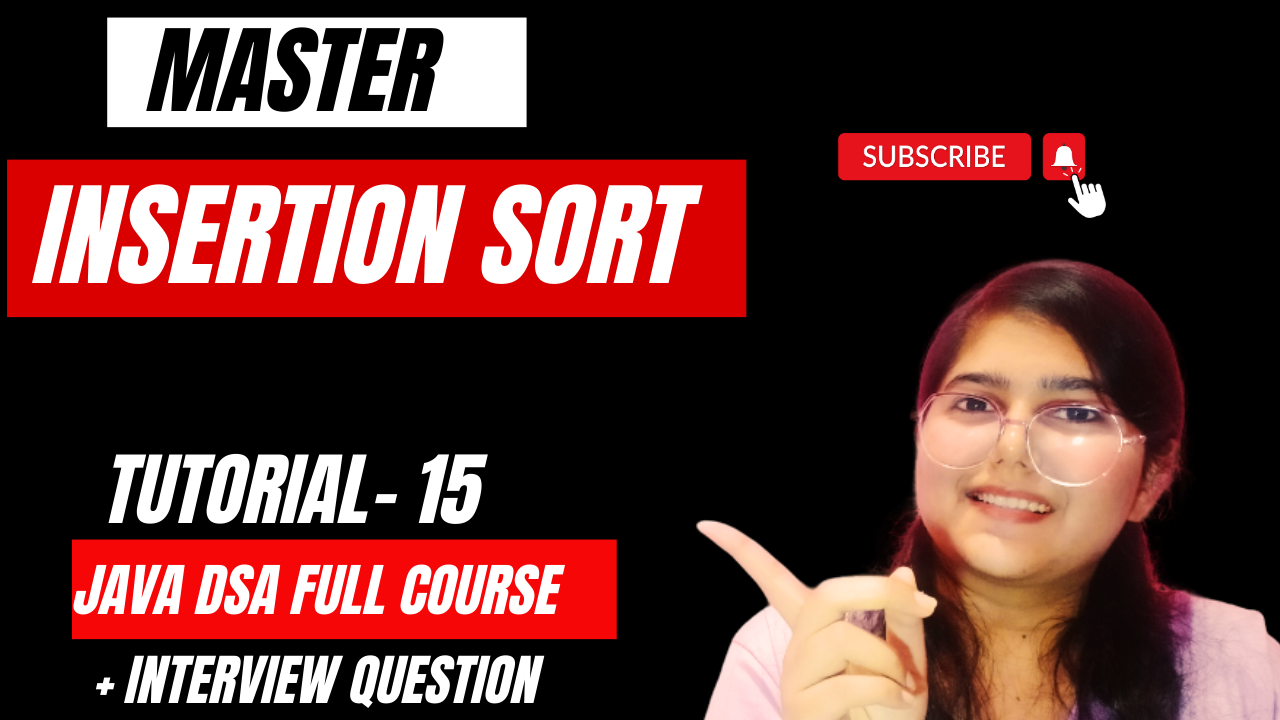 MASTER
INSERTION SORT
SUBSCRIBE
TUTORIAL- 15
JAVA DSA FULL COURSE
+ INTERVIEW QUESTION